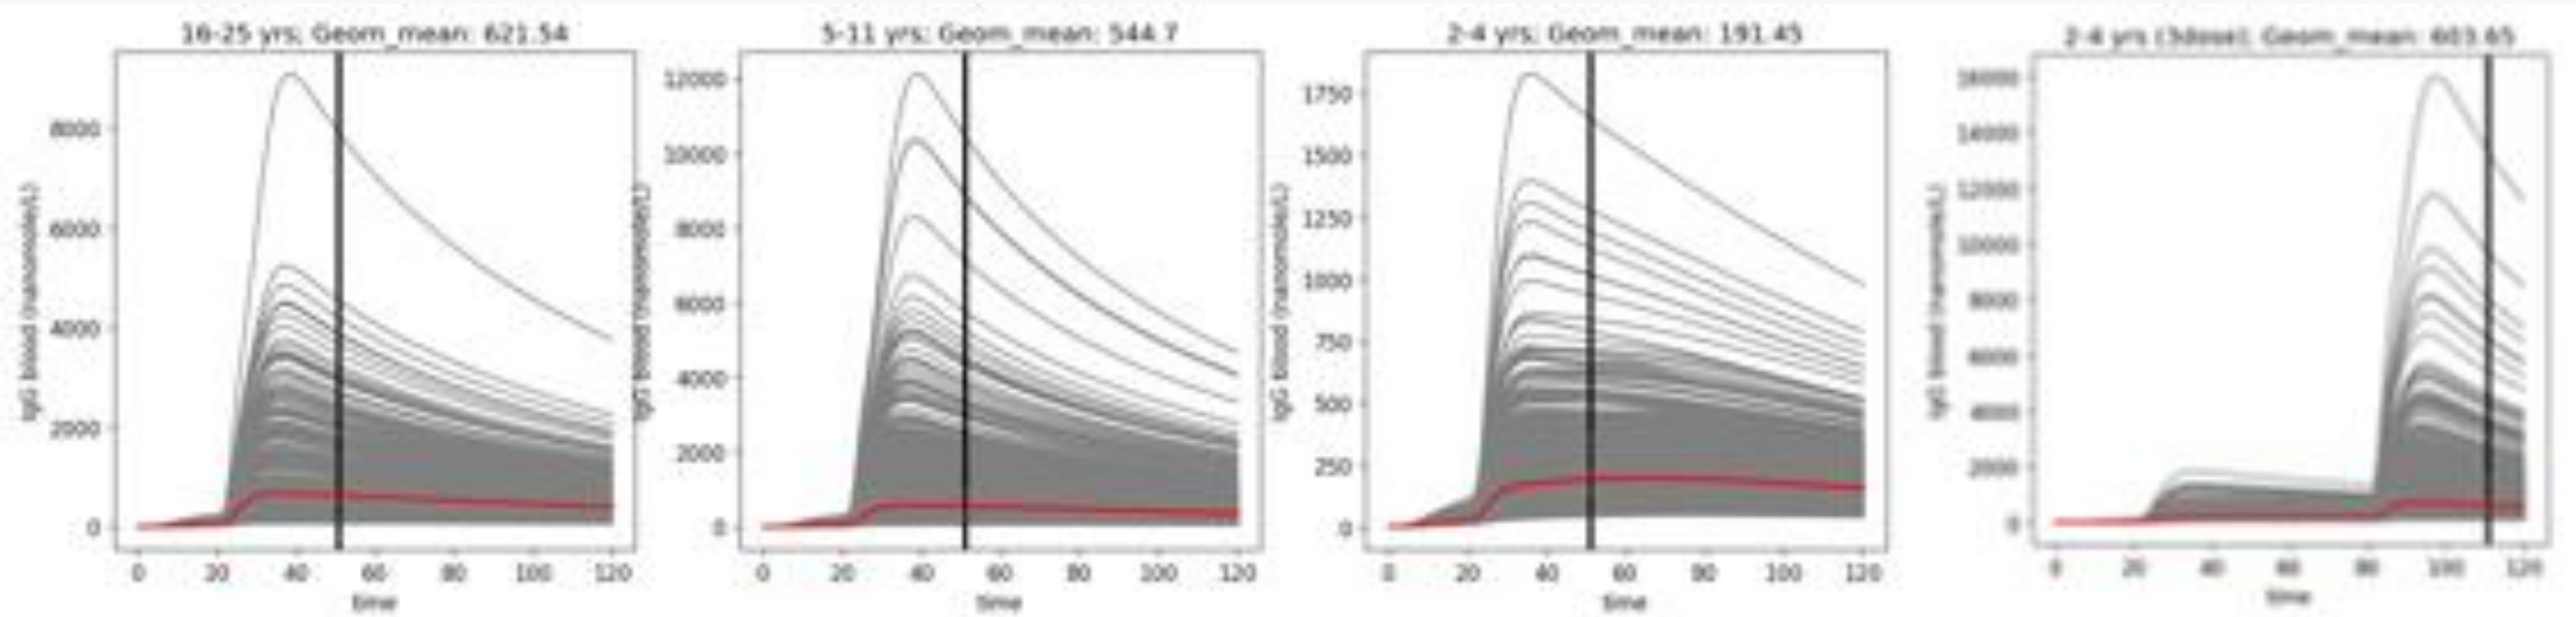 16-25 yrs; Geom_mean: 621.54
8000
6000
4000
2000
0
IgG blood (nanomole/L)
0 20 40 60 80 100 120
time
5-11 yrs; Geom_mean: 544.7
12000
10000
8000
6000
4000
2000
0
IgG blood (nanomole/L)
0 20 40 60 80 100 120
time
2-4 yrs; Geom_mean: 191.45
1750
1500
1250
1000
750
500
250
0
IgG blood (nanomole/L)
0 20 40 60 80 100 120
time
2-4 yrs (3dose); Geom_mean: 603.65
16000
14000
12000
10000
8000
6000
4000
2000
0
IgG blood (nanomole/L)
0 20 40 60 80 100 120
time